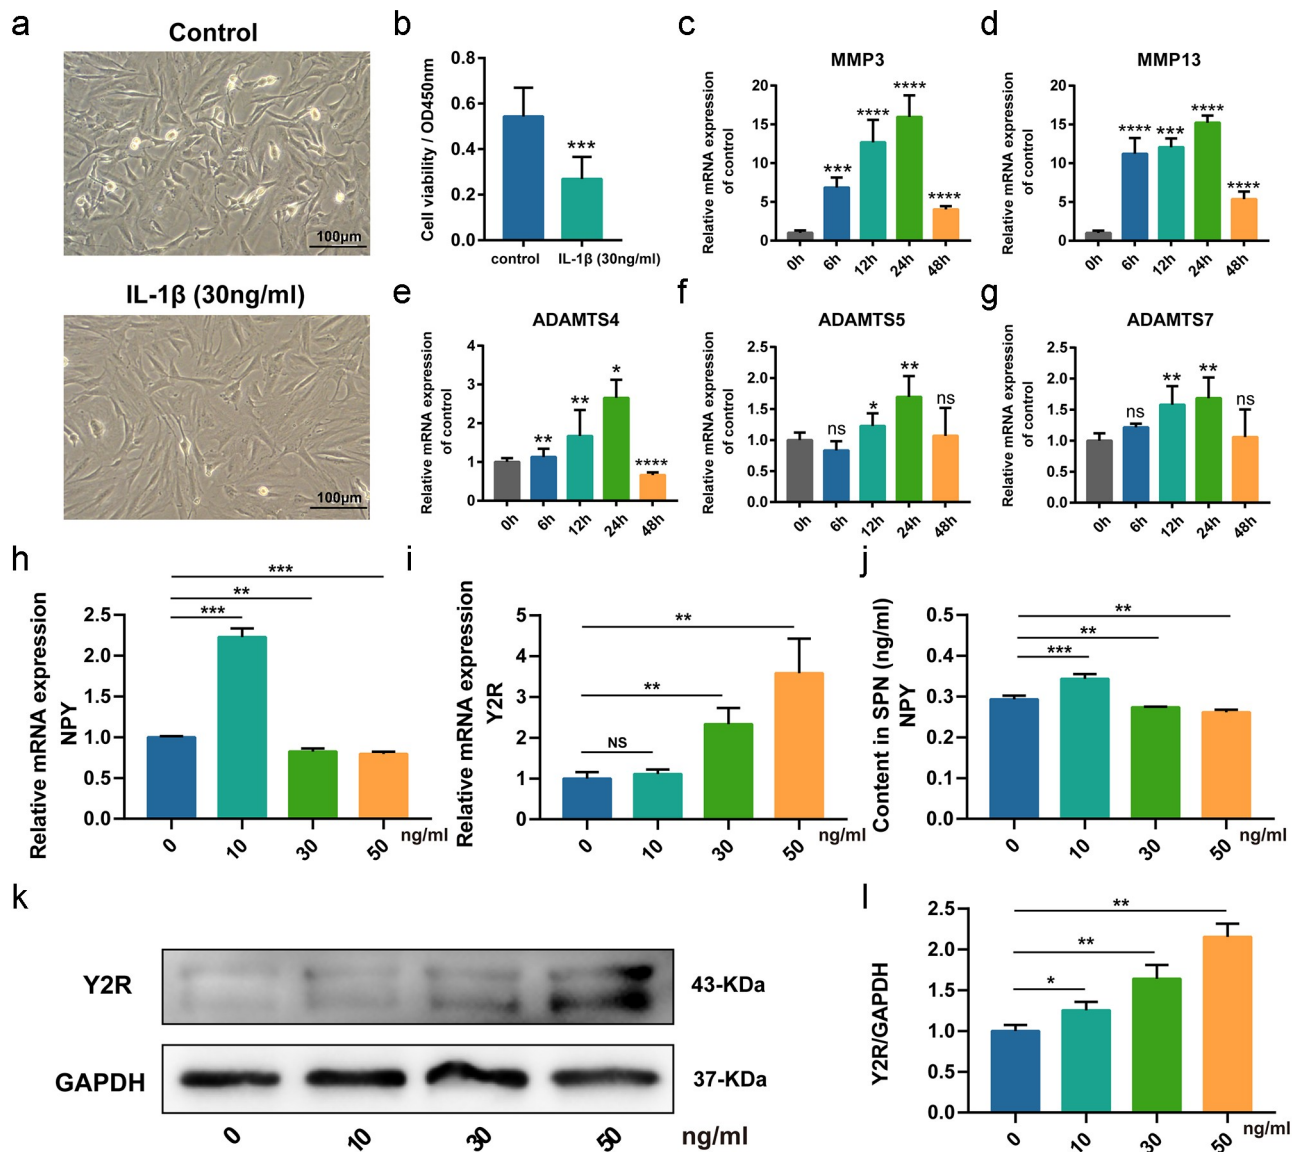 a
Control
100μm
IL-1β (30ng/ml)
100μm
b
Cell viability / OD450nm
0.8
0.6
0.4
0.2
0.0
***
control
IL-1β (30ng/ml)
c
MMP3
Relative mRNA expression
of control
20
15
10
5
0
***
****
****
****
0h
6h
12h
24h
48h
d
MMP13
Relative mRNA expression
of control
20
15
10
5
0
****
***
****
****
0h
6h
12h
24h
48h
e
ADAMTS4
Relative mRNA expression
of control
4
3
2
1
0
**
**
*
****
0h
6h
12h
24h
48h
f
ADAMTS5
Relative mRNA expression
of control
2.5
2.0
1.5
1.0
0.5
0.0
ns
*
**
ns
0h
6h
12h
24h
48h
g
ADAMTS7
Relative mRNA expression
of control
2.5
2.0
1.5
1.0
0.5
0.0
ns
**
**
ns
0h
6h
12h
24h
48h
h
Relative mRNA expression
NPY
2.5
2.0
1.5
1.0
0.5
0.0
***
**
***
0
10
30
50
ng/ml
i
Relative mRNA expression
Y2R
5
4
3
2
1
0
**
**
NS
0
10
30
50
ng/ml
j
Content in SPN (ng/ml)
NPY
0.5
0.4
0.3
0.2
0.1
0.0
**
**
***
0
10
30
50
ng/ml
k
Y2R
43-KDa
GAPDH
37-KDa
0
10
30
50
ng/ml
l
Y2R/GAPDH
2.5
2.0
1.5
1.0
0.5
0.0
**
**
*
0
10
30
50
ng/ml